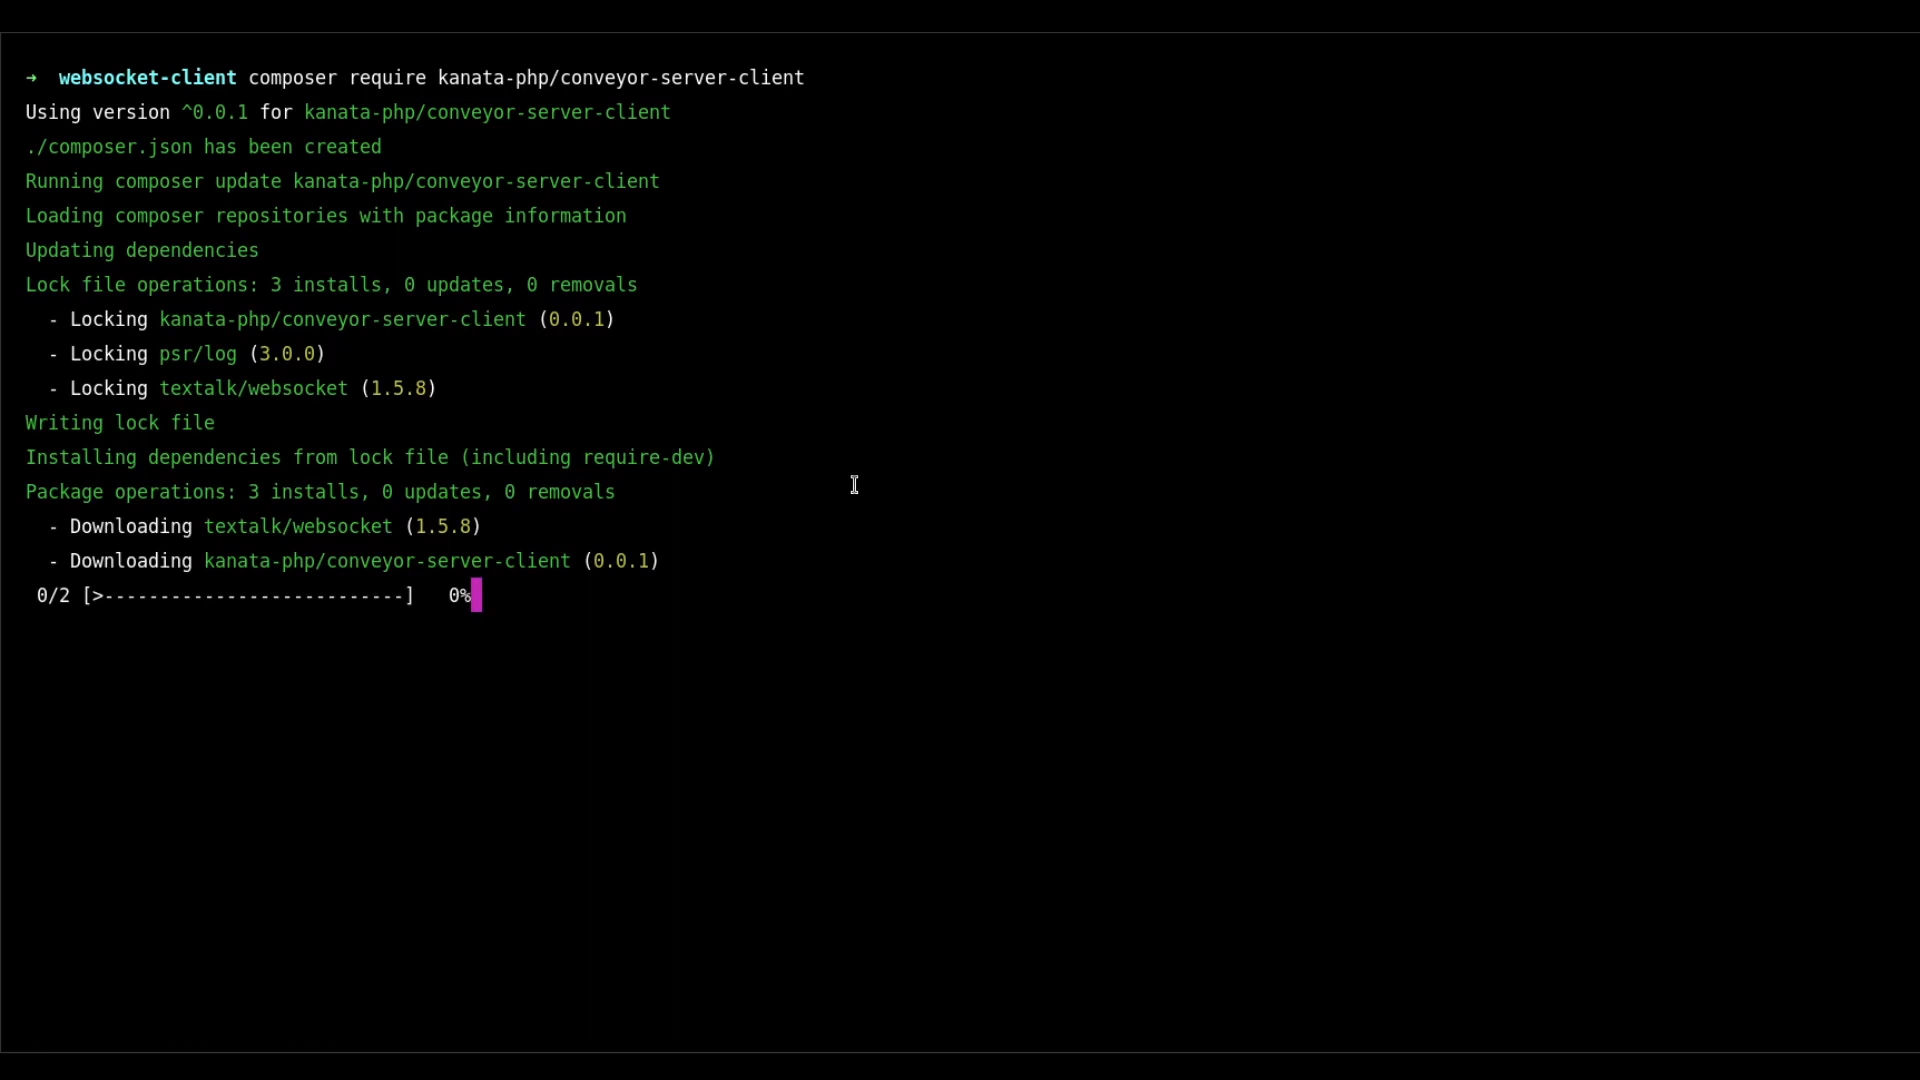 ➜  websocket-client composer require kanata-php/conveyor-server-client
Using version ^0.0.1 for kanata-php/conveyor-server-client
./composer.json has been created
Running composer update kanata-php/conveyor-server-client
Loading composer repositories with package information
Updating dependencies
Lock file operations: 3 installs, 0 updates, 0 removals
  - Locking kanata-php/conveyor-server-client (0.0.1)
  - Locking psr/log (3.0.0)
  - Locking textalk/websocket (1.5.8)
Writing lock file
Installing dependencies from lock file (including require-dev)
Package operations: 3 installs, 0 updates, 0 removals
  - Downloading textalk/websocket (1.5.8)
  - Downloading kanata-php/conveyor-server-client (0.0.1)
 0/2 [>---------------------------]   0%